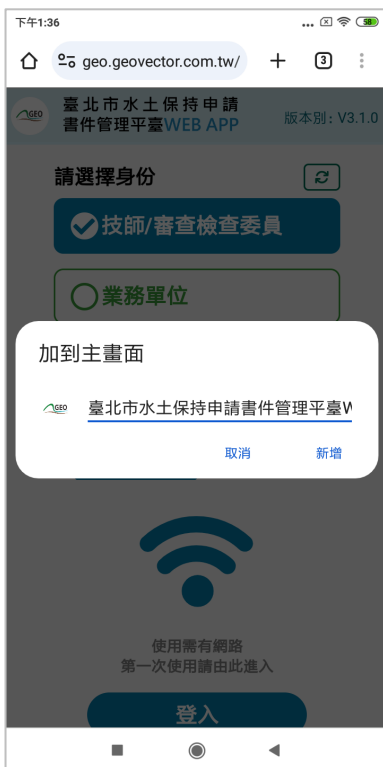 下午1:36
58
geo.geovector.com.tw/
3
GEO
臺北市水土保持申請
書件管理平臺WEB APP
版本別：V3.1.0
請選擇身份
技師/審查檢查委員
業務單位
加到主畫面
GEO
臺北市水土保持申請書件管理平臺W
取消
新增
使用需有網路
第一次使用請由此進入
登入